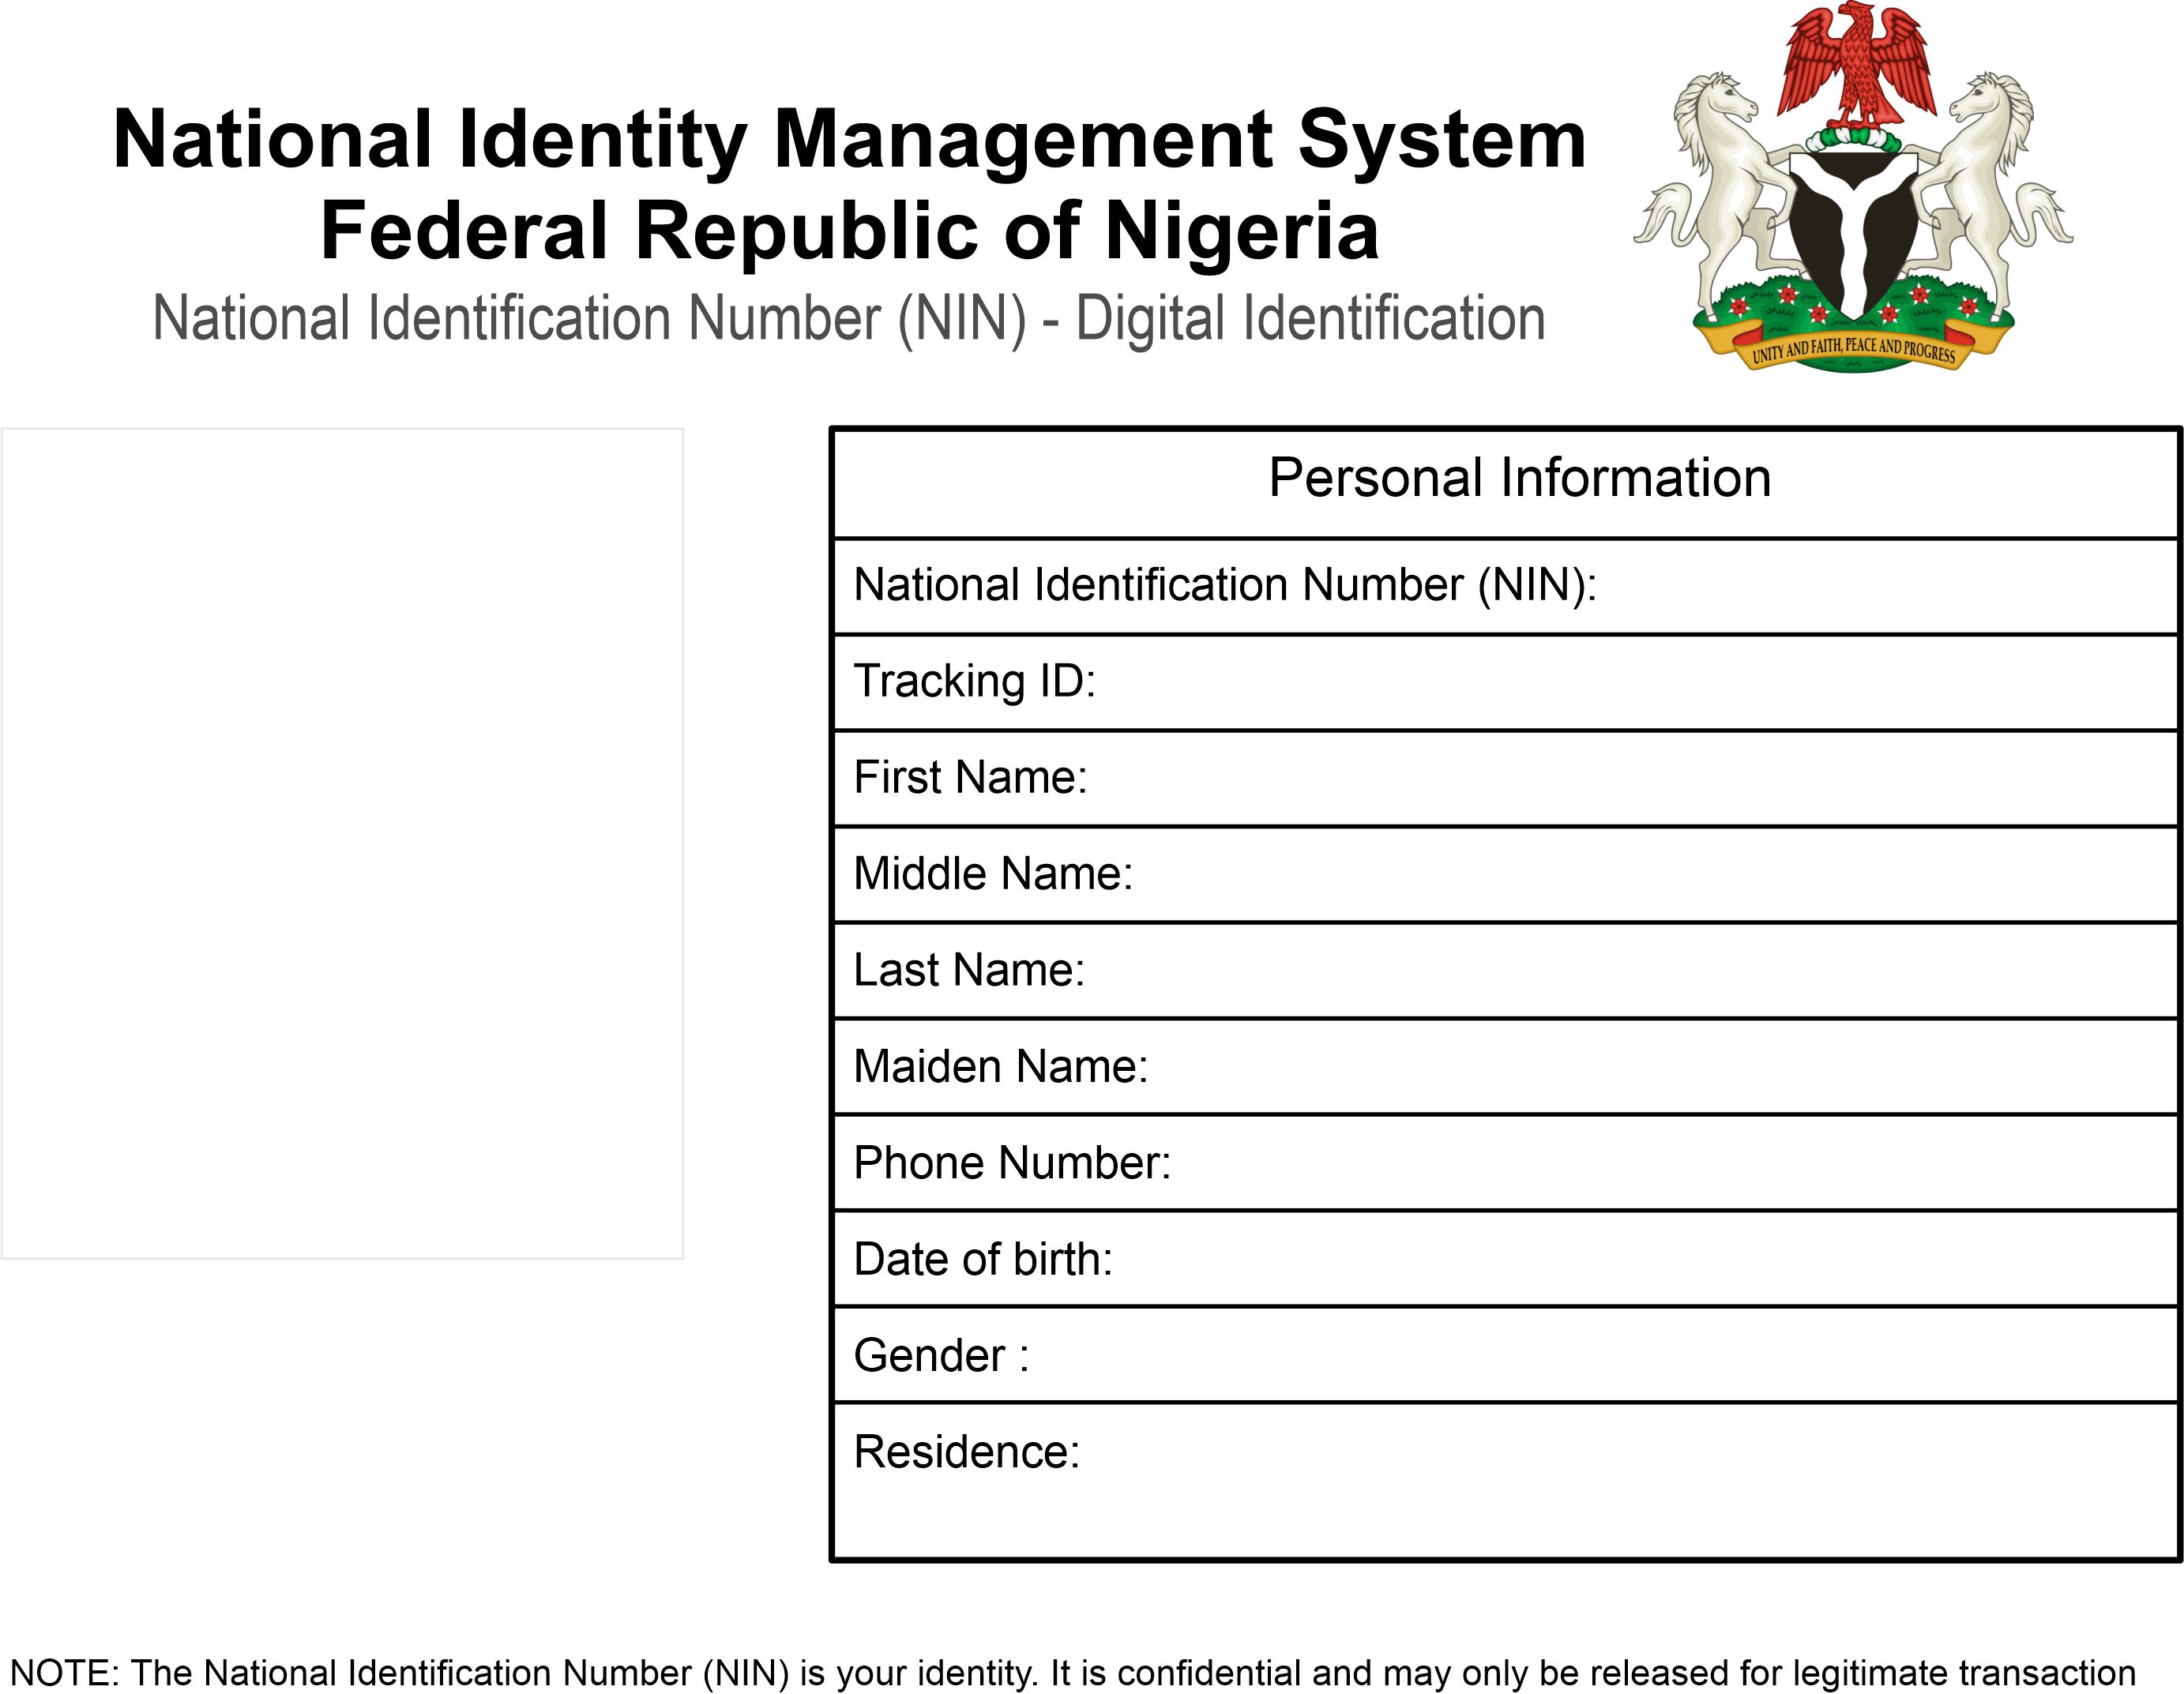 National Identity Management System
Federal Republic of Nigeria
National Identification Number (NIN) - Digital Identification
UNITY AND FAITH, PEACE AND PROGRESS
Personal Information
National Identification Number (NIN):
Tracking ID:
First Name:
Middle Name:
Last Name:
Maiden Name:
Phone Number:
Date of birth:
Gender :
Residence:
NOTE: The National Identification Number (NIN) is your identity. It is confidential and may only be released for legitimate transaction